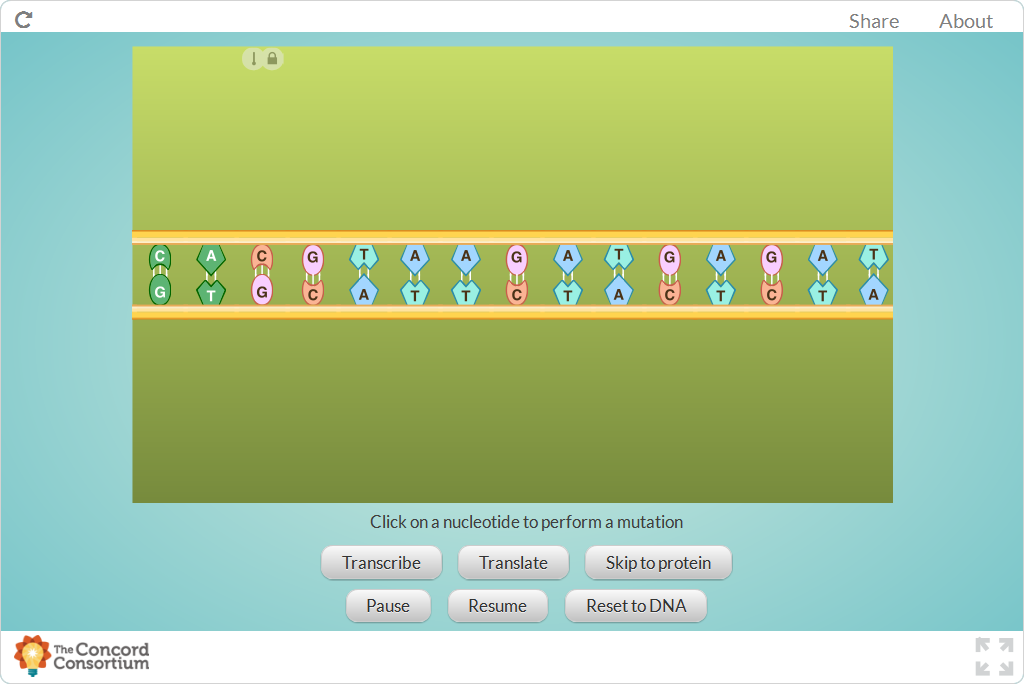 Share About
C A C G T A A G A T G A G A T
G T G C A T T C T A C T C T A
Click on a nucleotide to perform a mutation
Transcribe Translate Skip to protein
Pause Resume Reset to DNA
The Concord
Consortium